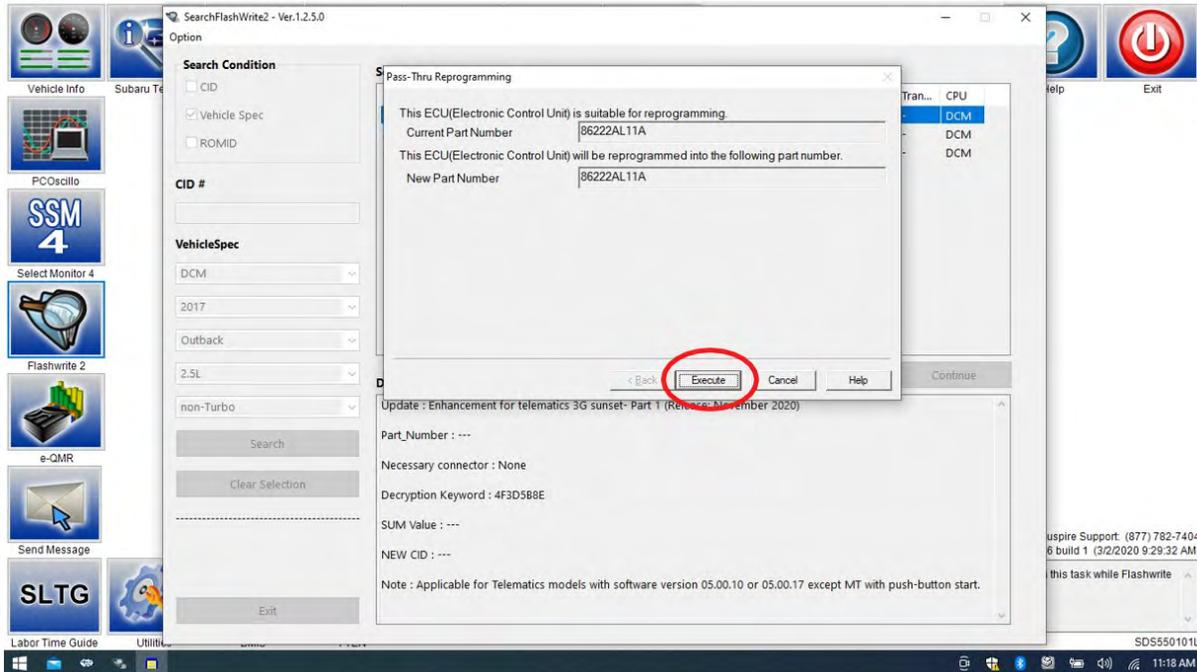 SearchFlashWrite2 - Ver.1.2.5.0
Option
Search Condition
CID
Vehicle Spec
ROMID
CID #
VehicleSpec
DCM
2017
Outback
2.5L
non-Turbo
Search
Clear Selection
Exit
Pass-Thru Reprogramming
This ECU(Electronic Control Unit) is suitable for reprogramming.
Current Part Number 86222AL11A
This ECU(Electronic Control Unit) will be reprogrammed into the following part number.
New Part Number 86222AL11A
< Back Execute Cancel Help
Tran... CPU
- DCM
- DCM
- DCM
Continue
Update : Enhancement for telematics 3G sunset- Part 1 (Release: November 2020)
Part_Number : ---
Necessary connector : None
Decryption Keyword : 4F3D5B8E
SUM Value : ---
NEW CID : ---
Note : Applicable for Telematics models with software version 05.00.10 or 05.00.17 except MT with push-button start.
Vehicle Info
Subaru Te
PCOscillo
SSM
4
Select Monitor 4
Flashwrite 2
e-QMR
Send Message
SLTG
Labor Time Guide
Utilitie
elp
Exit
uspire Support: (877) 782-7404
6 build 1 (3/2/2020 9:29:32 AM
this task while Flashwrite
SDS550101L
11:18 AM